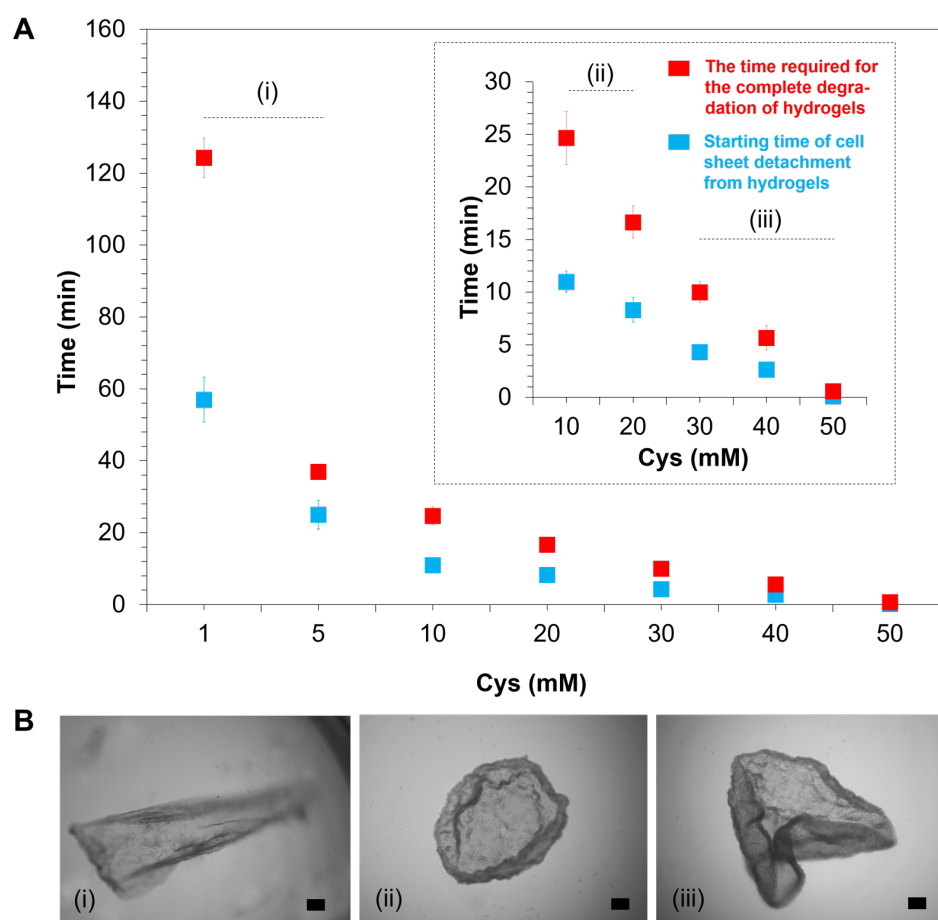 A
160
140
120
100
80
60
40
20
0
Time (min)
(i)
1
5
10
20
30
40
50
Cys (mM)
30
25
20
15
10
5
0
Time (min)
(ii)
(iii)
The time required for
the complete degra-
dation of hydrogels
Starting time of cell
sheet detachment
from hydrogels
10
20
30
40
50
Cys (mM)
B
(i)
(ii)
(iii)